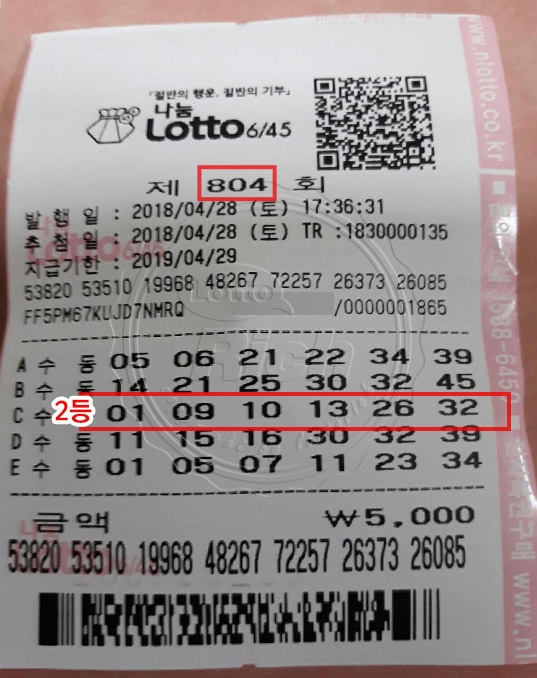 「절반의 행운, 절반의 기부」
나눔
Lotto 6/45
제 804 회
발 행 일 : 2018/04/28 (토) 17:36:31
추 첨 일 : 2018/04/28 (토) TR :1830000135
지급기한 : 2019/04/29
53820 53510 19968 48267 72257 26373 26085
FF5PM67KUJD7NMRQ /0000001865
A 수 동 05 06 21 22 34 39
B 수 동 14 21 25 30 32 45
C 수 2등 01 09 10 13 26 32
D 수 동 11 15 16 30 32 39
E 수 동 01 05 07 11 23 34
금 액 ₩5,000
53820 53510 19968 48267 72257 26373 26085
www.nlotto.co.kr
588-6450
Lotto
Rich